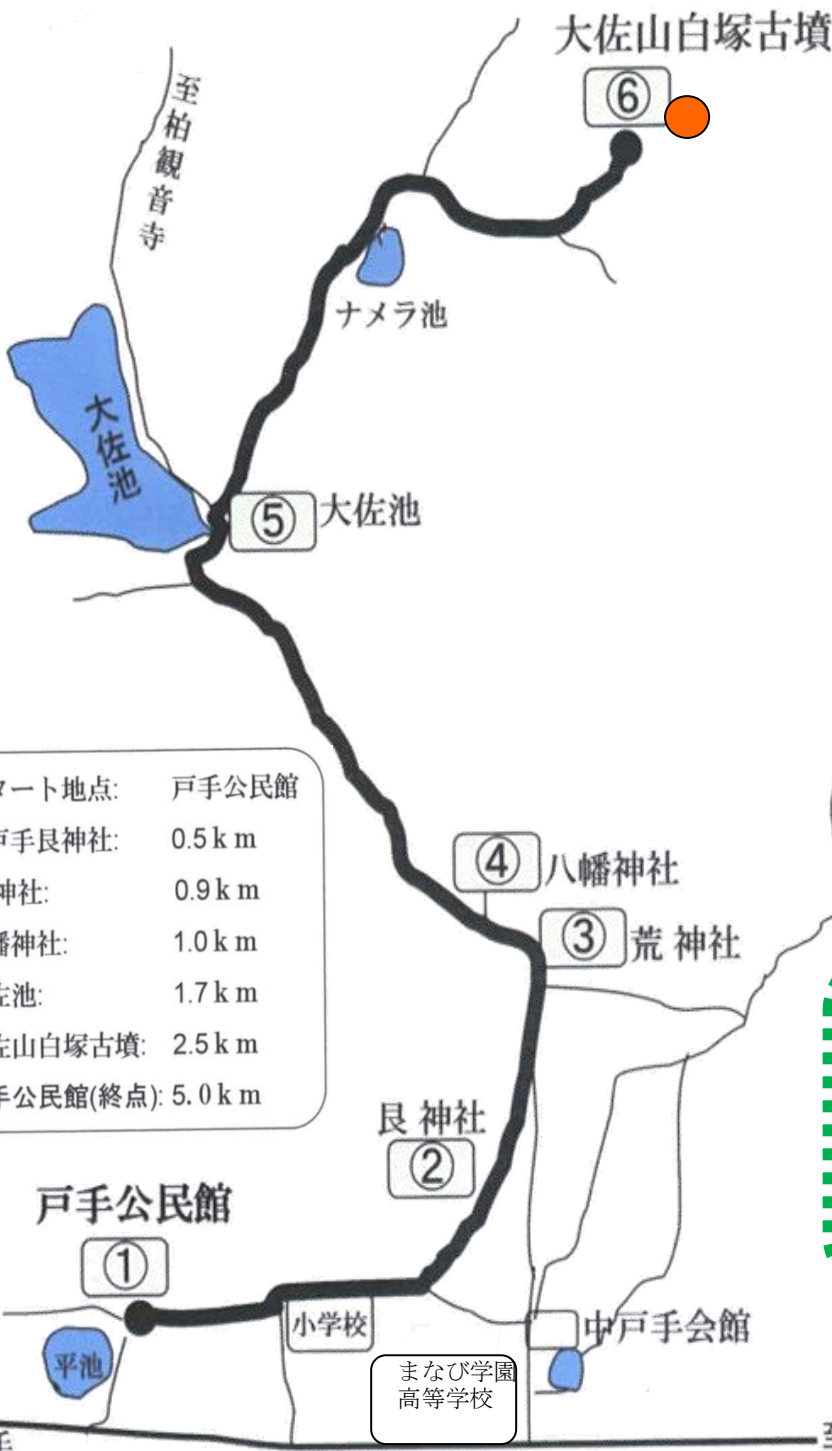 大佐山白塚古墳
⑥
至柏観音寺
ナメラ池
大佐池
⑤
大佐池
ート地点: 戸手公民館
戸手艮神社: 0.5km
神社: 0.9km
幡神社: 1.0km
佐池: 1.7km
佐山白塚古墳: 2.5km
手公民館(終点): 5.0km
④
八幡神社
③
荒 神社
艮 神社
②
戸手公民館
①
小学校
中戸手会館
平池
まなび学園
高等学校
至